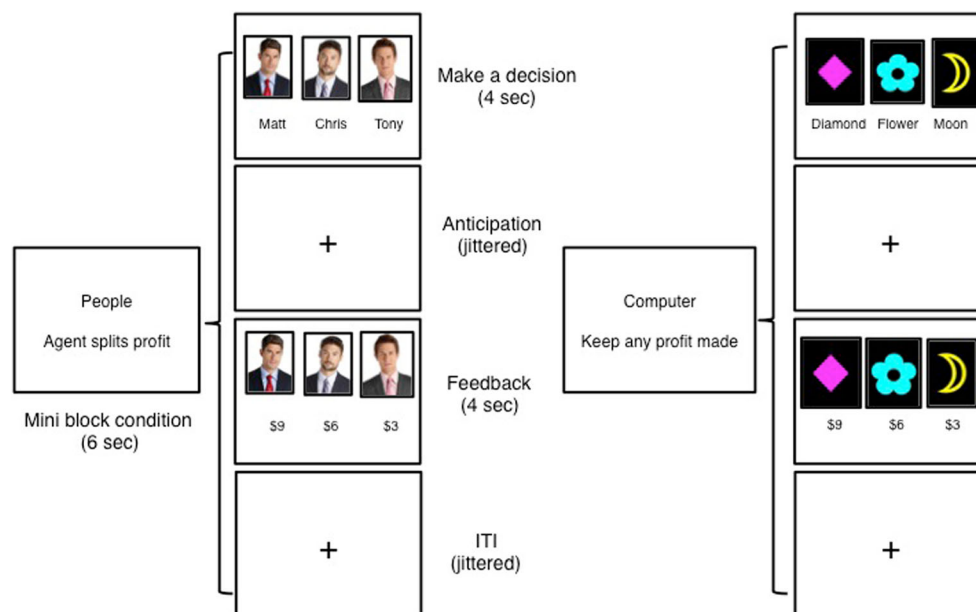 People
Agent splits profit
Mini block condition
(6 sec)
Matt Chris Tony
Make a decision
(4 sec)
+
Anticipation
(jittered)
$9 $6 $3
Feedback
(4 sec)
+
ITI
(jittered)
Computer
Keep any profit made
Diamond Flower Moon
+
$9 $6 $3
+